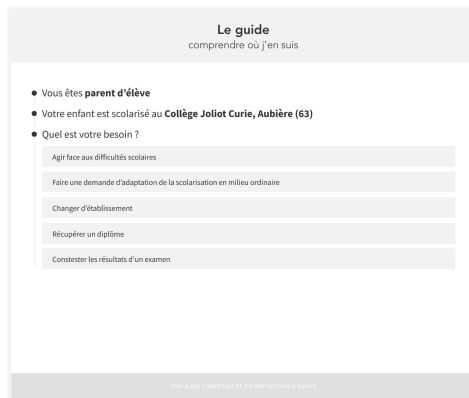 Le guide
comprendre où j'en suis
Vous êtes parent d'élève
Votre enfant est scolarisé au Collège Joliot Curie, Aubière (63)
Quel est votre besoin ?
Agir face aux difficultés scolaires
Faire une demande d'adaptation de la scolarisation en milieu ordinaire
Changer d'établissement
Récupérer un diplôme
Constester les résultats d'un examen
Voir à qui s'adresser et les démarches à suivre